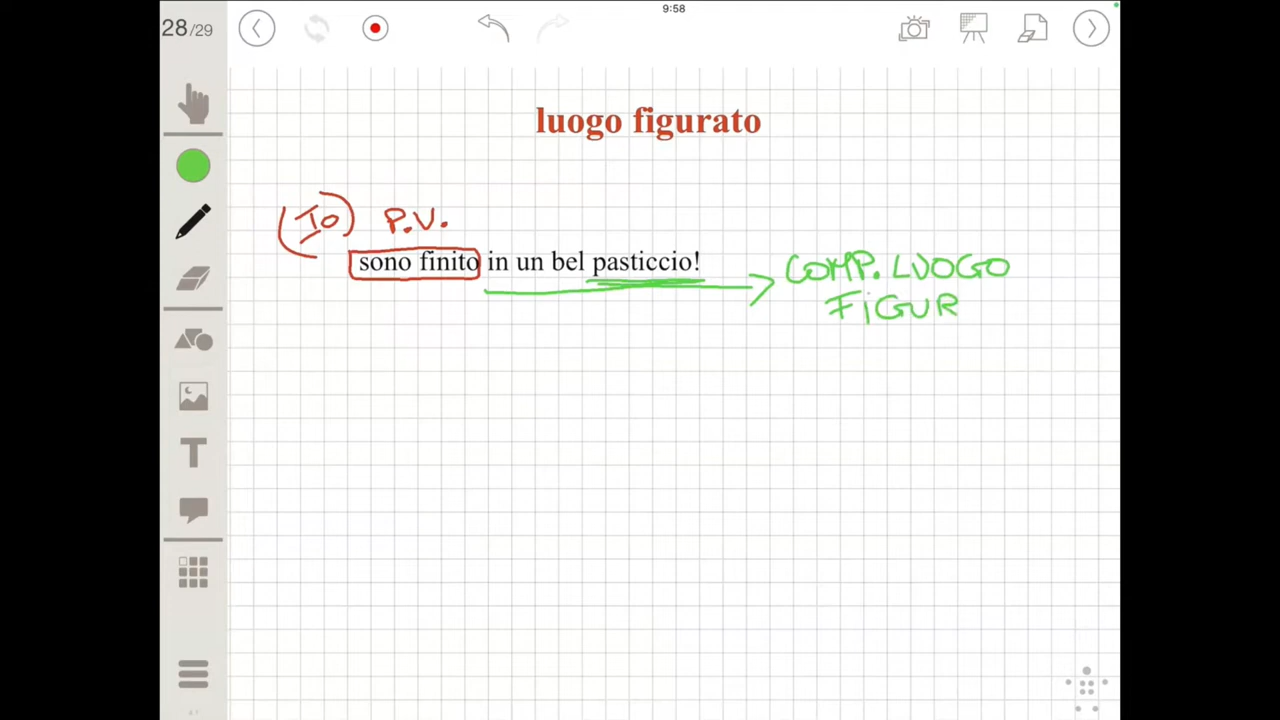 9:58
28/29
luogo figurato
(Io) P.V.
sono finito in un bel pasticcio!
COMP. LUOGO
FIGUR
T